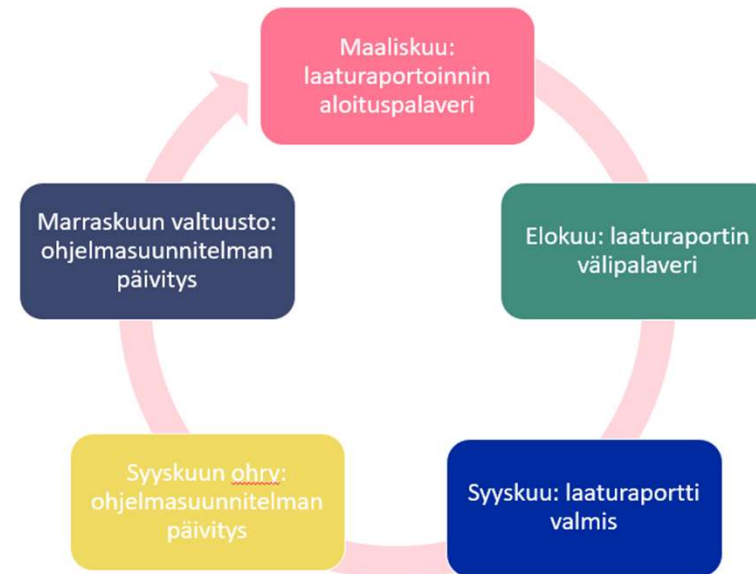 Maaliskuu:
laaturaportoinnin
aloituspalaveri
Elokuu: laaturaportin
välipalaveri
Syyskuu: laaturaportti
valmis
Syyskuun ohry:
ohjelmasuunnitelman
päivitys
Marraskuun valtuusto:
ohjelmasuunnitelman
päivitys